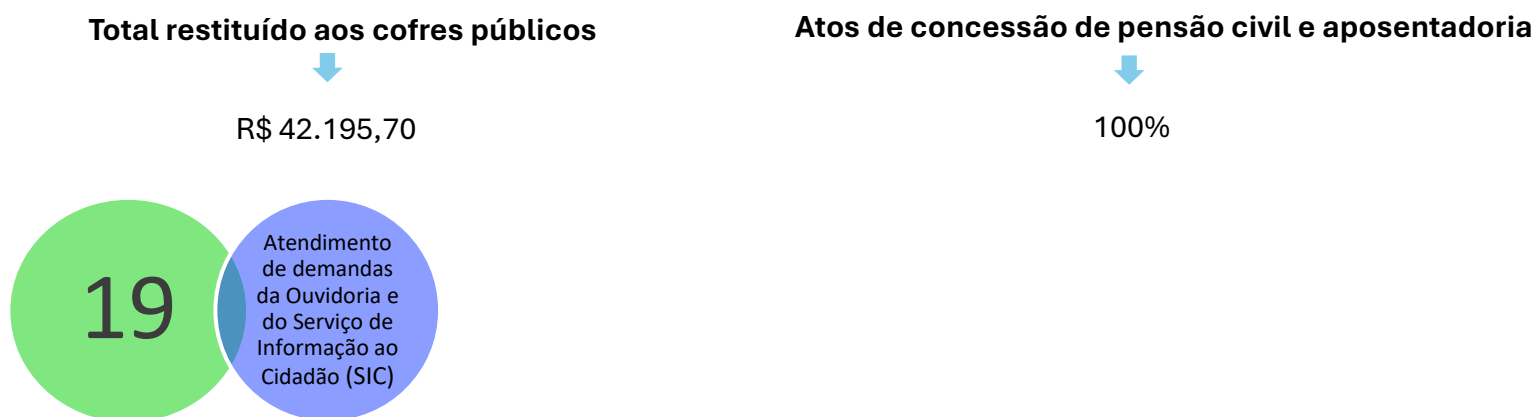 Total restituído aos cofres públicos
R$ 42.195,70
Atos de concessão de pensão civil e aposentadoria
100%
19
Atendimento
de demandas
da Ouvidoria e
do Serviço de
Informação ao
Cidadão (SIC)